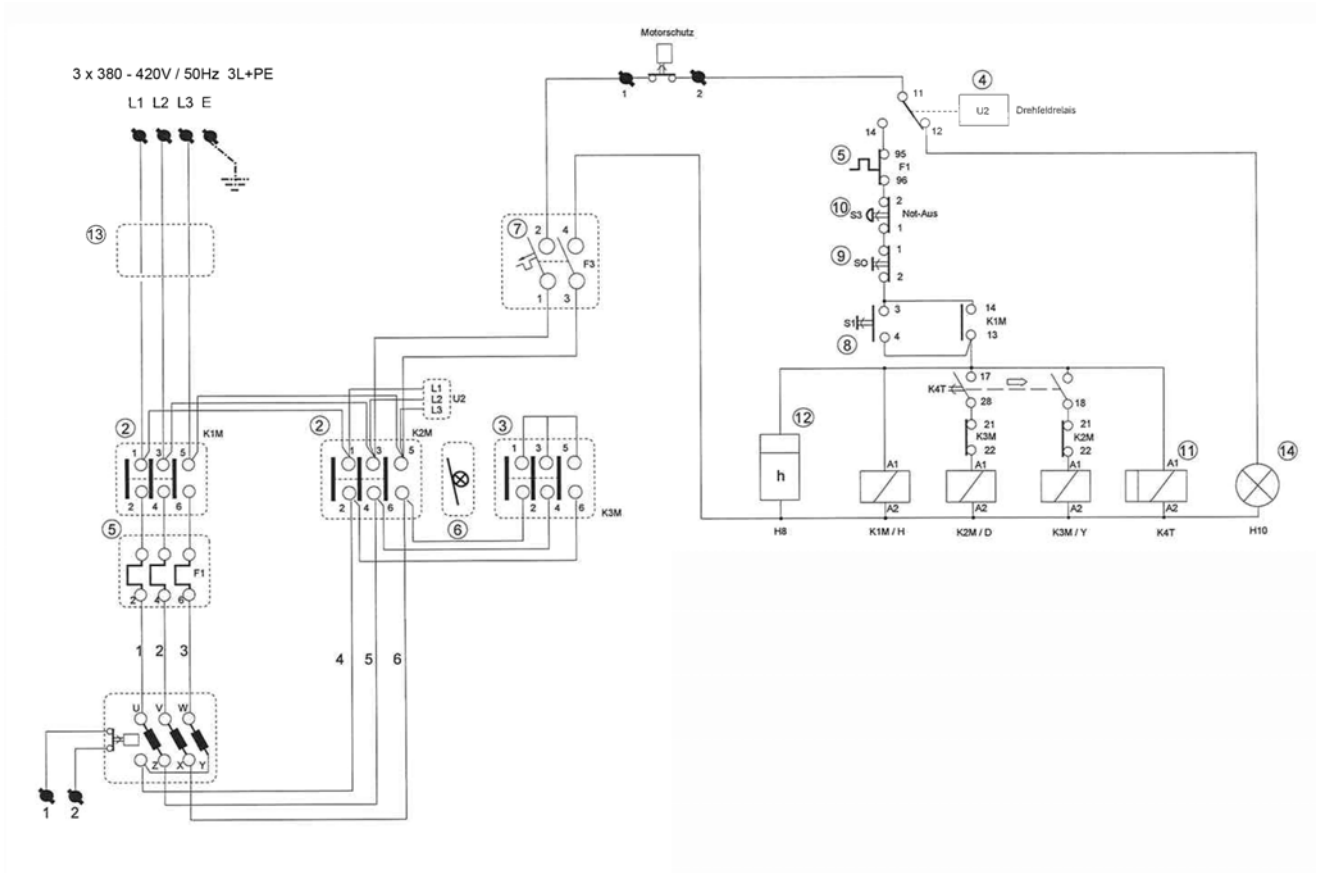 Motorschutz
1 2
3 x 380 - 420V / 50Hz 3L+PE
L1 L2 L3 E
11
4
U2
Drehfeldrelais
12
14
5
95
F1
96
13
2
10
S3
Not-Aus
1
7
2 4
F3
1 3
9
1
SO
2
3
14
S1
K1M
4
13
8
L1
L2
L3
U2
17
K4T
28
18
12
2
1 3 5
K1M
2
1 3 5
K2M
3
1 3 5
21
K3M
22
21
K2M
22
11
14
h
A1
A1
A1
A1
2 4 6
2 4 6
6
2 4 6
K3M
A2
A2
A2
A2
H8
K1M / H
K2M / D
K3M / Y
K4T
H10
5
F1
2 4 6
1 2 3
4 5 6
U V W
Z X Y
1 2